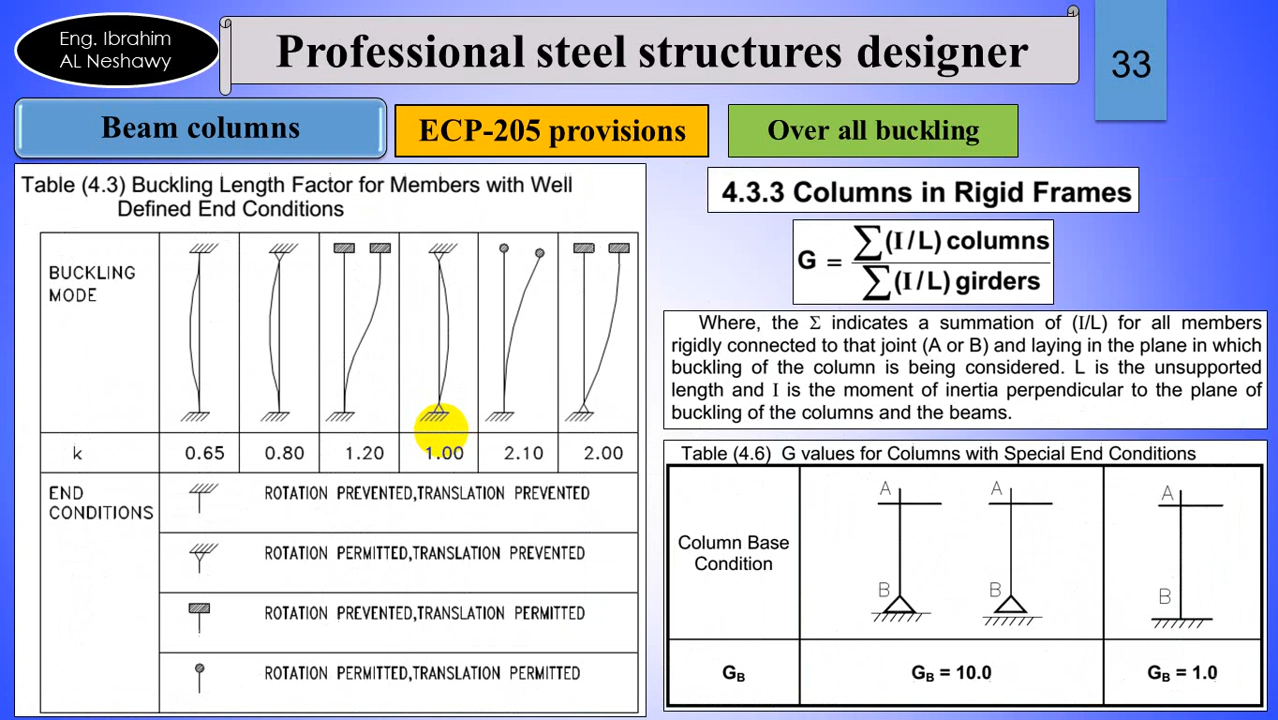 Eng. Ibrahim
AL Neshawy
Professional steel structures designer
33
Beam columns
ECP-205 provisions
Over all buckling
Table (4.3) Buckling Length Factor for Members with Well
Defined End Conditions
BUCKLING
MODE
k
0.65
0.80
1.20
1.00
2.10
2.00
END
CONDITIONS
ROTATION PREVENTED,TRANSLATION PREVENTED
ROTATION PERMITTED,TRANSLATION PREVENTED
ROTATION PREVENTED,TRANSLATION PERMITTED
ROTATION PERMITTED,TRANSLATION PERMITTED
4.3.3 Columns in Rigid Frames
G = ∑(I/L) columns
∑(I/L) girders
Where, the Σ indicates a summation of (I/L) for all members
rigidly connected to that joint (A or B) and laying in the plane in which
buckling of the column is being considered. L is the unsupported
length and I is the moment of inertia perpendicular to the plane of
buckling of the columns and the beams.
Table (4.6) G values for Columns with Special End Conditions
Column Base
Condition
A
B
A
B
A
B
G_B
G_B = 10.0
G_B = 1.0